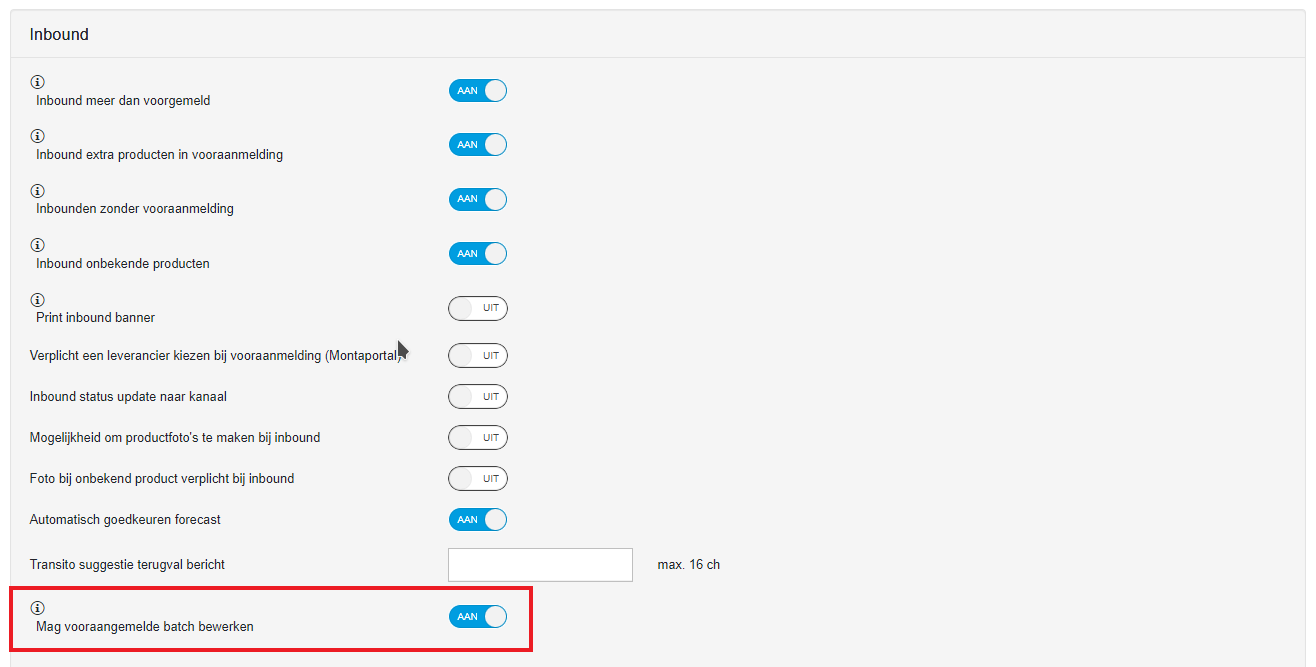 Inbound
Inbound meer dan voorgemeld AAN
Inbound extra producten in vooraanmelding AAN
Inbounden zonder vooraanmelding AAN
Inbound onbekende producten AAN
Print inbound banner UIT
Verplicht een leverancier kiezen bij vooraanmelding (Montaportal) UIT
Inbound status update naar kanaal UIT
Mogelijkheid om productfoto's te maken bij inbound UIT
Foto bij onbekend product verplicht bij inbound UIT
Automatisch goedkeuren forecast AAN
Transito suggestie terugval bericht max. 16 ch
Mag vooraangemelde batch bewerken AAN